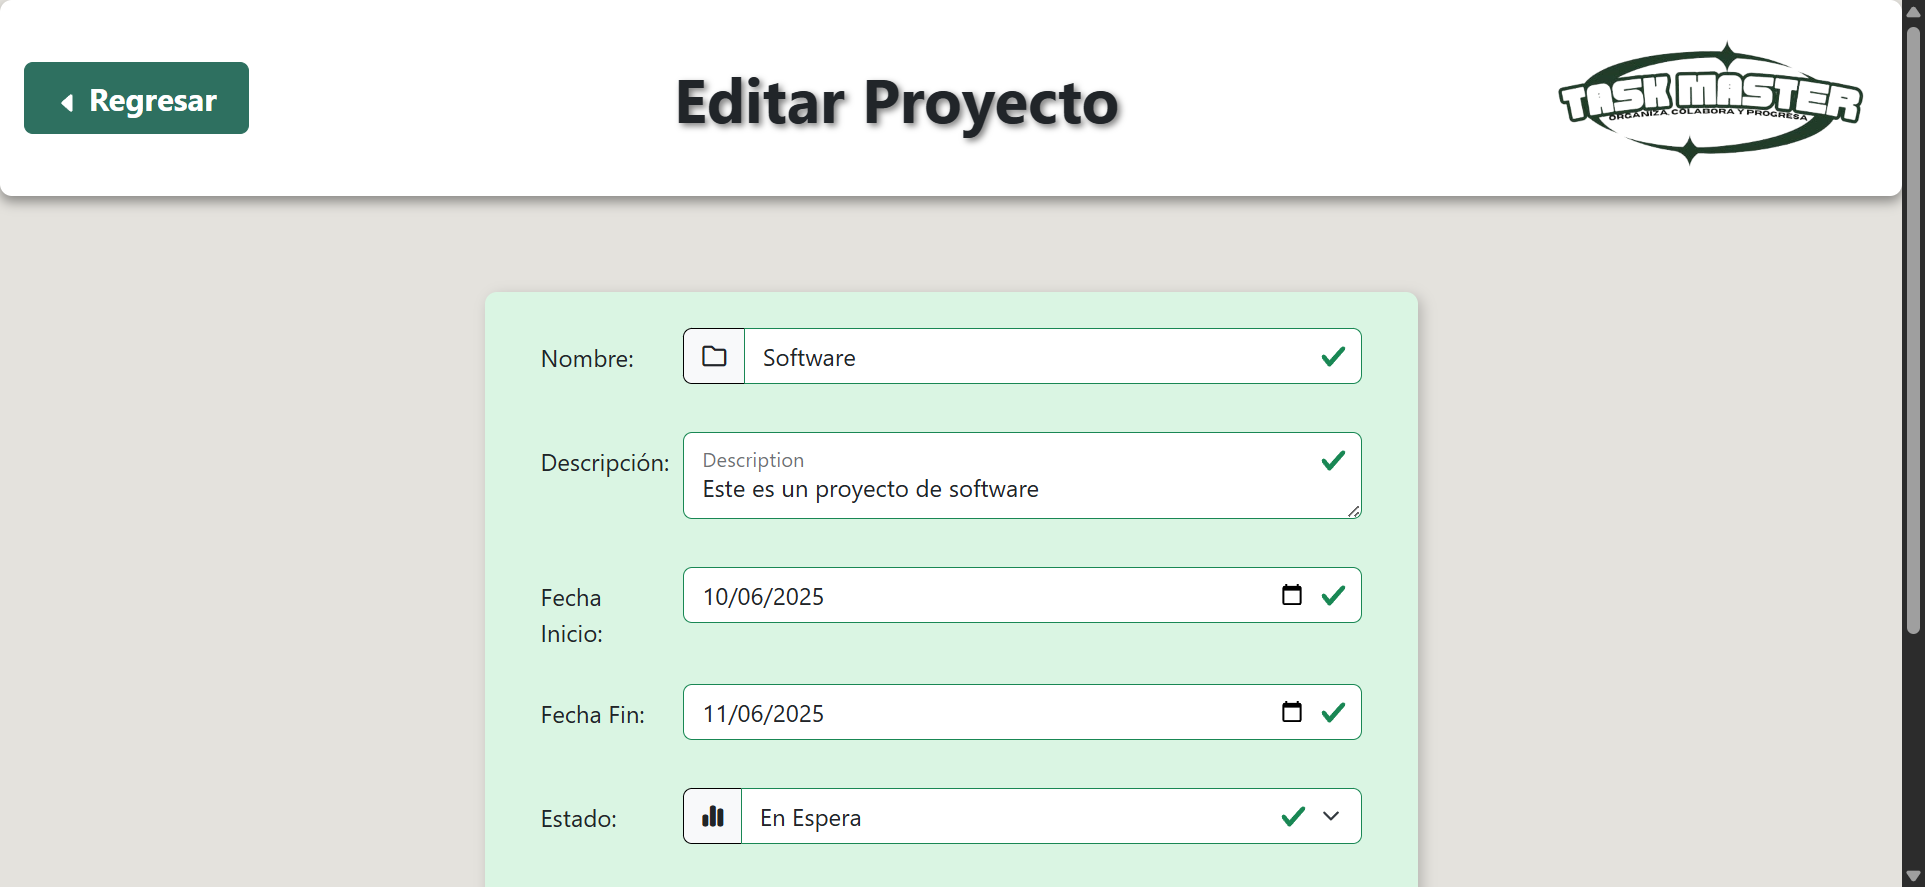 Regresar
Editar Proyecto
TASK MASTER
ORGANIZA, COLABORA Y PROGRESA
Nombre:
Software
Descripción:
Description
Este es un proyecto de software
Fecha
Inicio:
10/06/2025
Fecha Fin:
11/06/2025
Estado:
En Espera